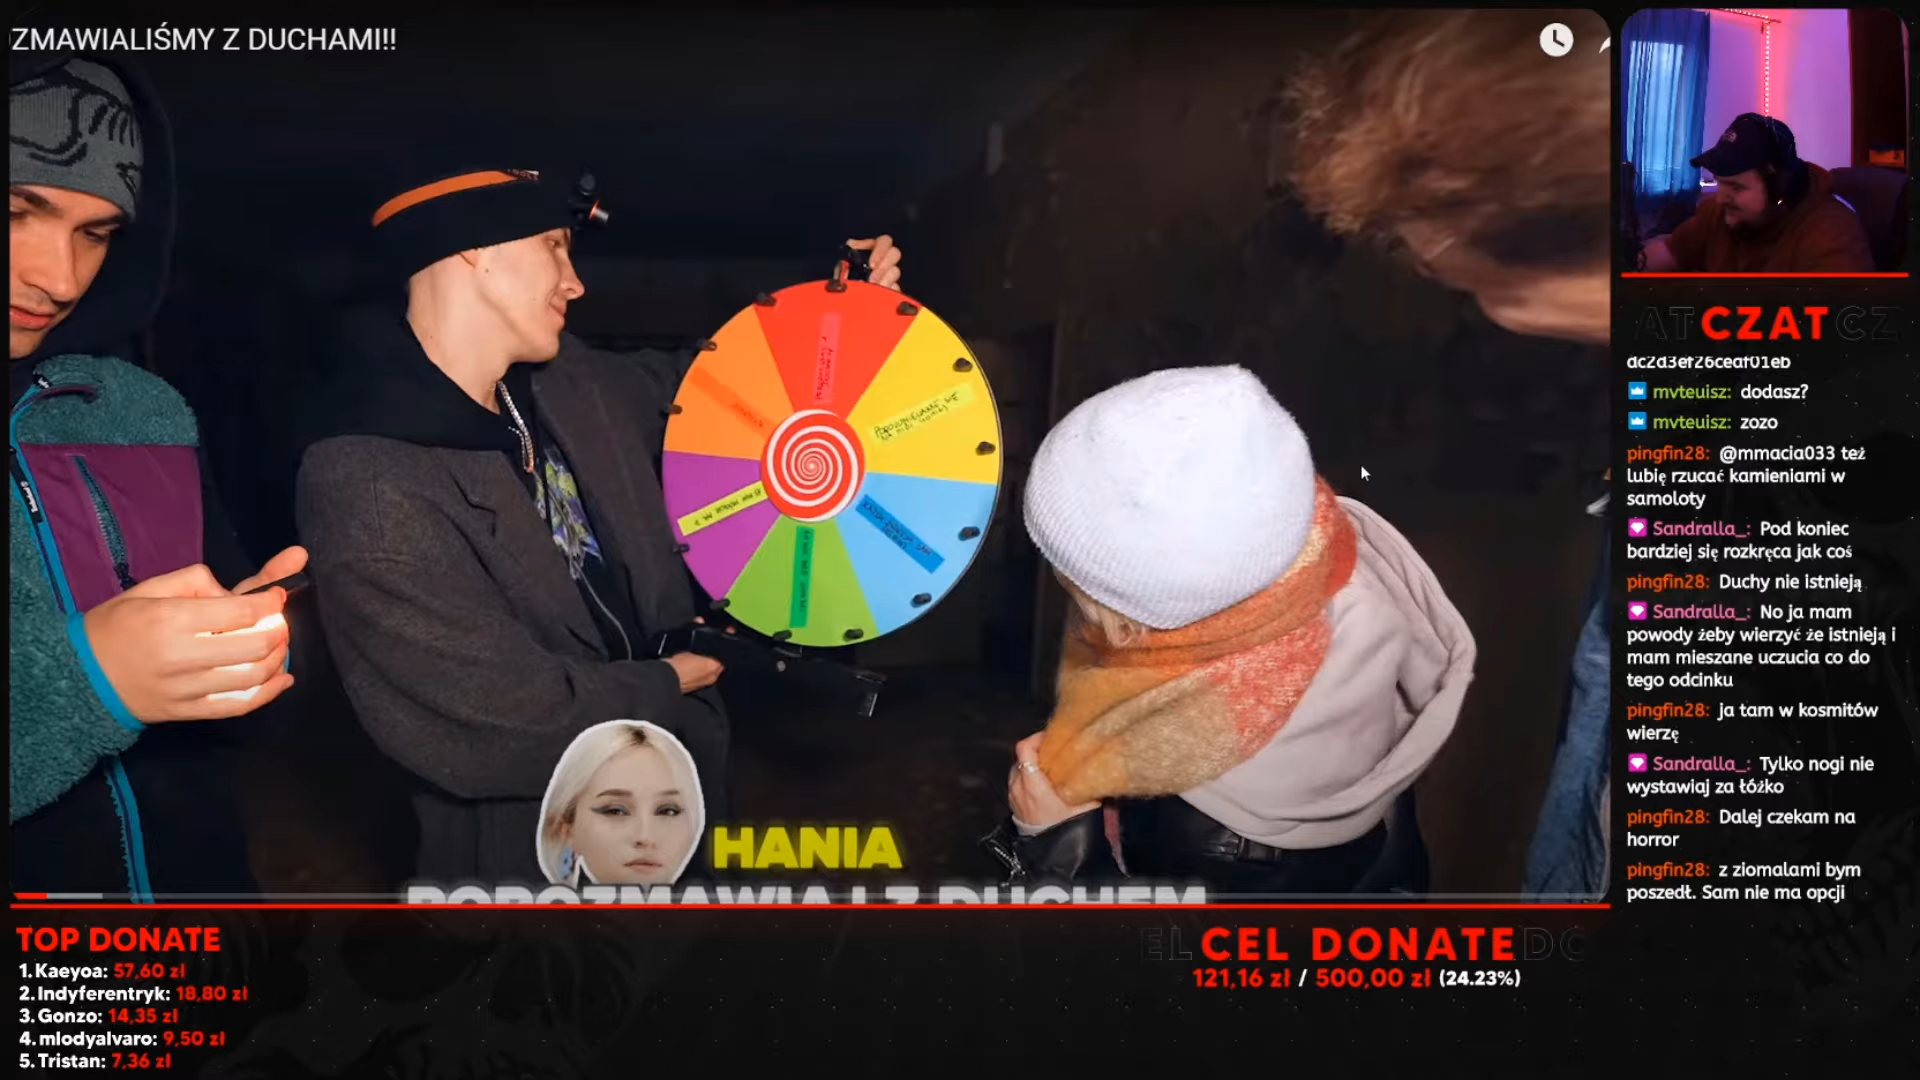 ZMAWIALIŚMY Z DUCHAMI!!
HANIA
POROZMAWIAJ Z DUCHEM
CZAT
dc2d3ef26ceaf01eb
mvteuisz: dodasz?
mvteuisz: zozo
pingfin28: @mmacia033 też
lubię rzucać kamieniami w
samoloty
Sandralla_: Pod koniec
bardziej się rozkręca jak coś
pingfin28: Duchy nie istnieją
Sandralla_: No ja mam
powody żeby wierzyć że istnieją i
mam mieszane uczucia co do
tego odcinku
pingfin28: ja tam w kosmitów
wierzę
Sandralla_: Tylko nogi nie
wystawiaj za łóżko
pingfin28: Dalej czekam na
horror
pingfin28: z ziomalami bym
poszedł. Sam nie ma opcji
TOP DONATE
1.Kaeyoa: 57,60 zł
2.Indyferentryk: 18,80 zł
3.Gonzo: 14,35 zł
4.mlodyalvaro: 9,50 zł
5.Tristan: 7,36 zł
CEL DONATE
121,16 zł / 500,00 zł (24.23%)